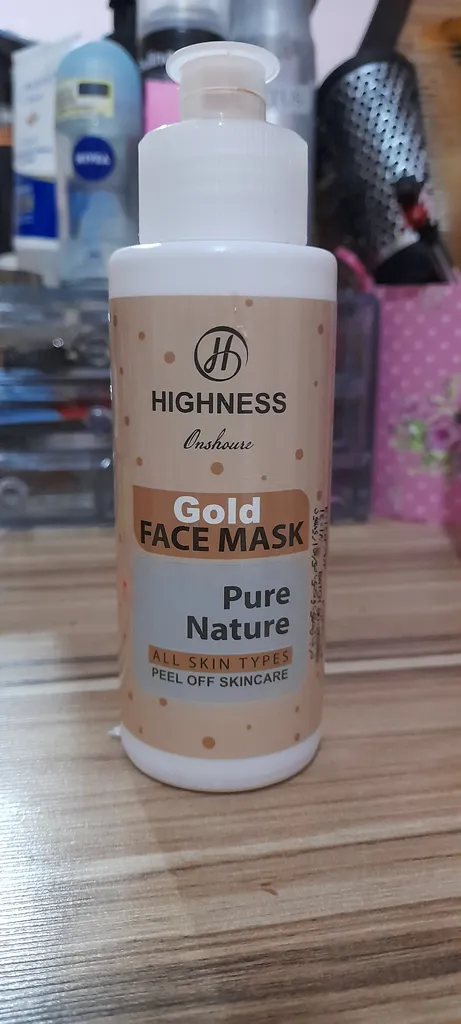 NIVEA
H
HIGHNESS
Onshoure
Gold
FACE MASK
Pure
Nature
ALL SKIN TYPES
PEEL OFF SKINCARE